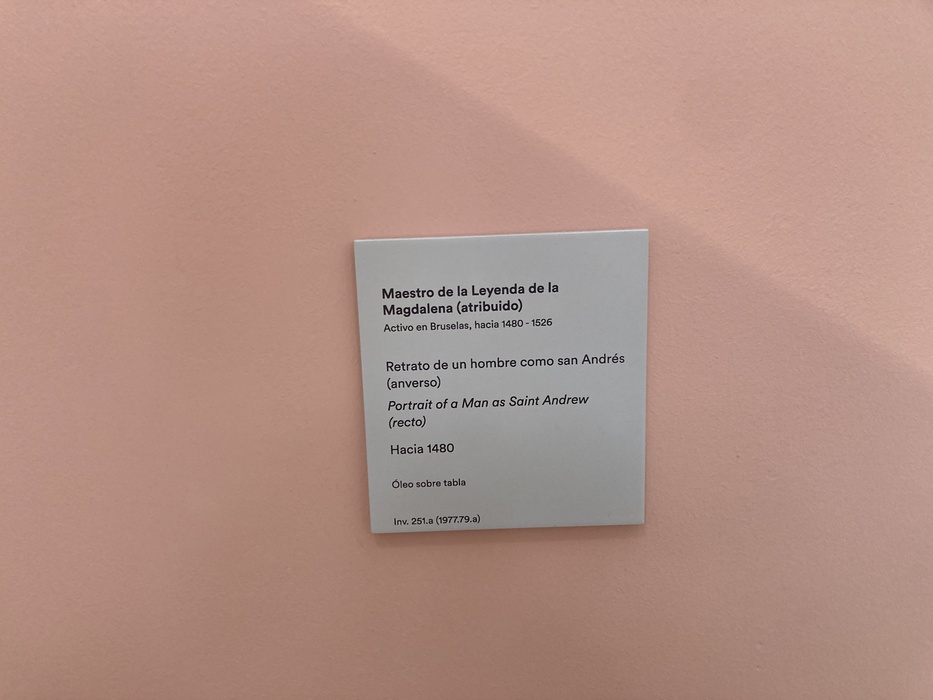 Maestro de la Leyenda de la
Magdalena (atribuido)
Activo en Bruselas, hacia 1480 - 1526
Retrato de un hombre como san Andrés
(anverso)
Portrait of a Man as Saint Andrew
(recto)
Hacia 1480
Óleo sobre tabla
Inv. 251.a (1977.79.a)